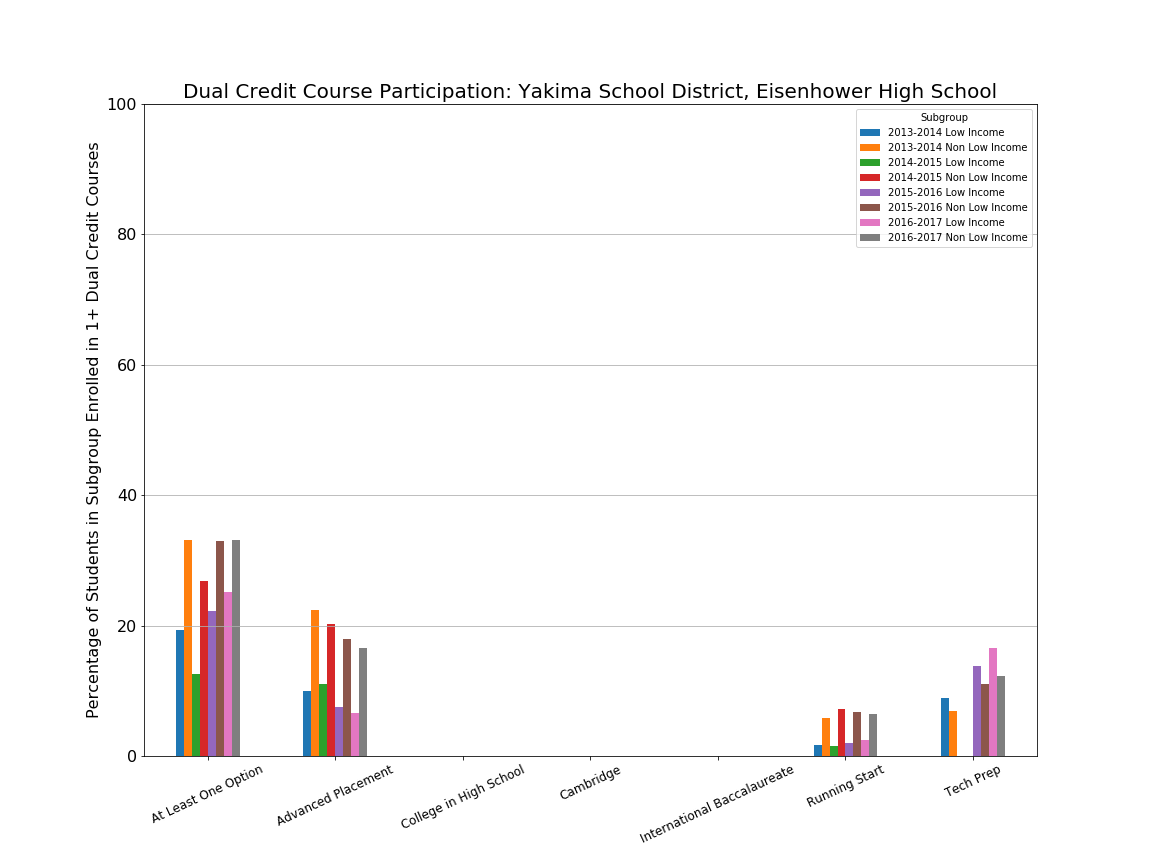 Dual Credit Course Participation: Yakima School District, Eisenhower High School
Percentage of Students in Subgroup Enrolled in 1+ Dual Credit Courses
100
80
60
40
20
0
Subgroup
2013-2014 Low Income
2013-2014 Non Low Income
2014-2015 Low Income
2014-2015 Non Low Income
2015-2016 Low Income
2015-2016 Non Low Income
2016-2017 Low Income
2016-2017 Non Low Income
At Least One Option
Advanced Placement
College in High School
Cambridge
International Baccalaureate
Running Start
Tech Prep